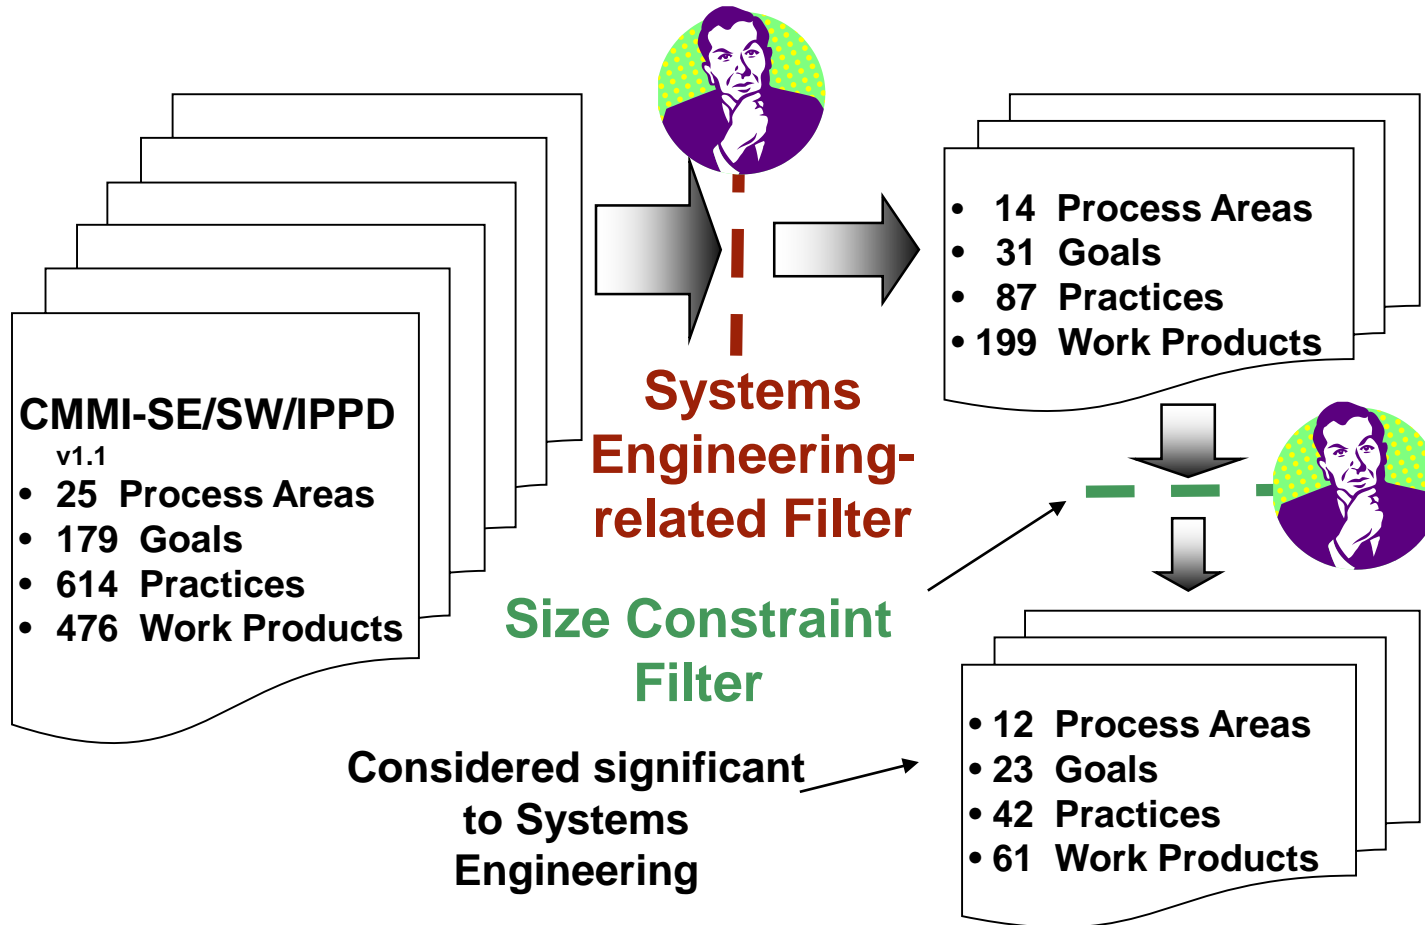 CMMI-SE/SW/IPPD
v1.1
• 25 Process Areas
• 179 Goals
• 614 Practices
• 476 Work Products
Systems
Engineering-
related Filter
• 14 Process Areas
• 31 Goals
• 87 Practices
• 199 Work Products
Size Constraint
Filter
Considered significant
to Systems
Engineering
• 12 Process Areas
• 23 Goals
• 42 Practices
• 61 Work Products